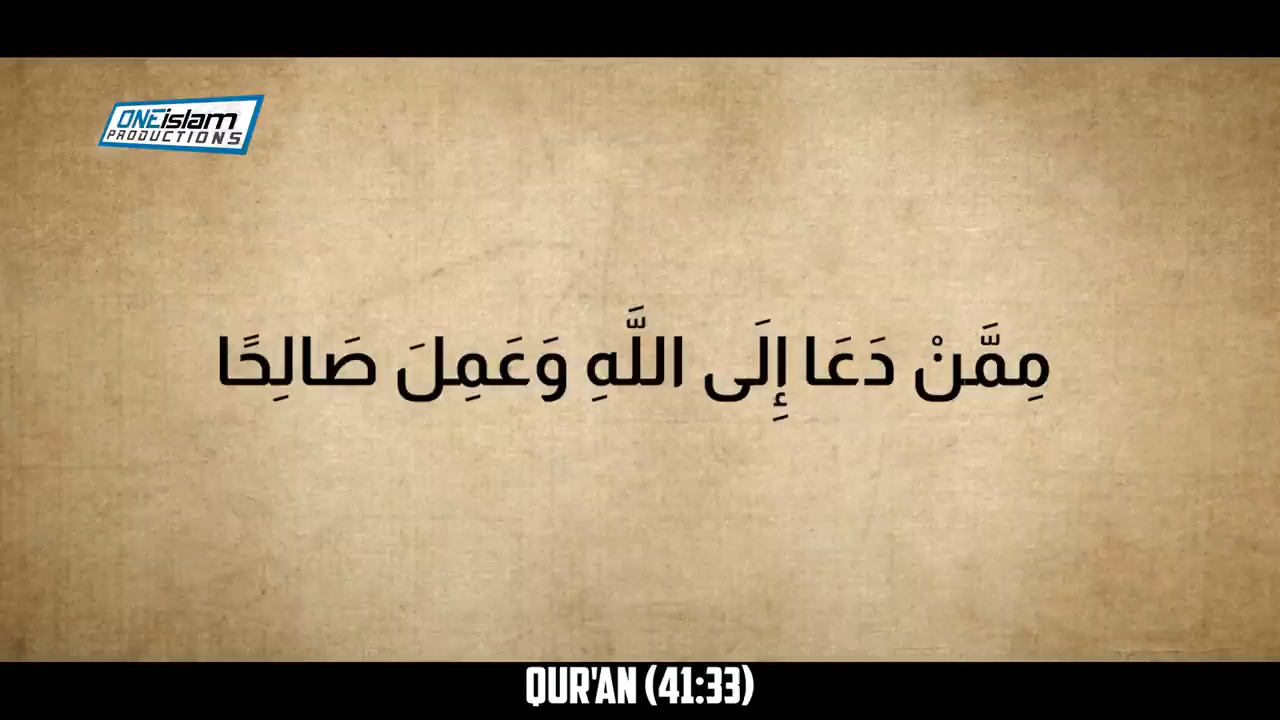 ONEislam
PRODUCTIONS
مِمَّنْ دَعَا إِلَى اللَّهِ وَعَمِلَ صَالِحًا
QUR'AN (41:33)